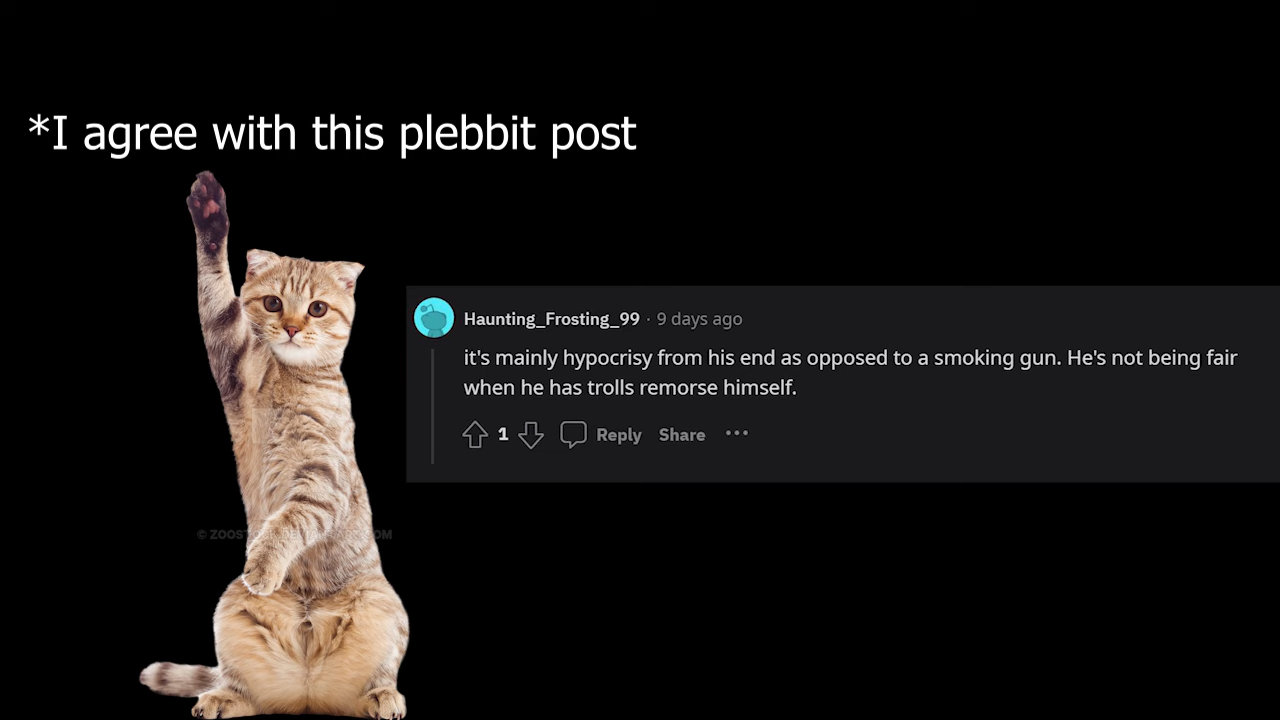 *I agree with this plebbit post
Haunting_Frosting_99 · 9 days ago
it's mainly hypocrisy from his end as opposed to a smoking gun. He's not being fair
when he has trolls remorse himself.
1 Reply Share ···